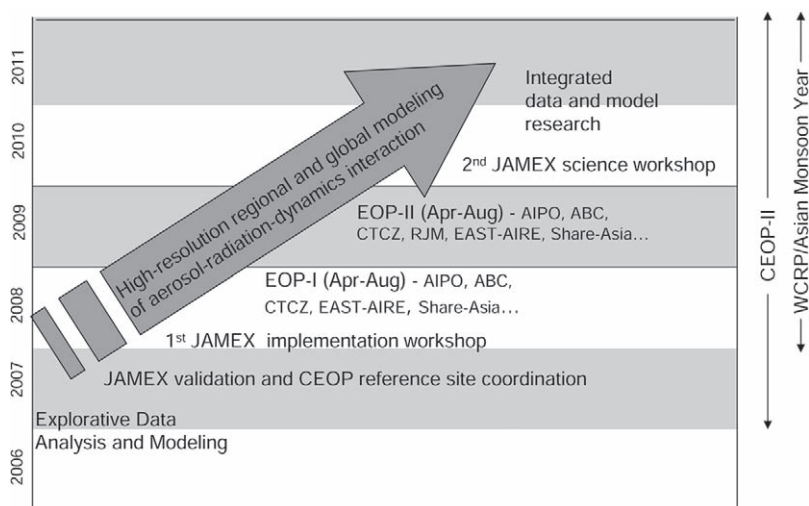 2011
2010
2009
2008
2007
2006
High-resolution regional and global modeling
of aerosol-radiation-dynamics interaction
Integrated
data and model
research
2nd JAMEX science workshop
EOP-II (Apr-Aug) - AIPO, ABC,
CTCZ, RJM, EAST-AIRE, Share-Asia...
EOP-I (Apr-Aug) - AIPO, ABC,
CTCZ, EAST-AIRE, Share-Asia...
1st JAMEX implementation workshop
JAMEX validation and CEOP reference site coordination
Explorative Data
Analysis and Modeling
CEOP-II
WCRP/Asian Monsoon Year